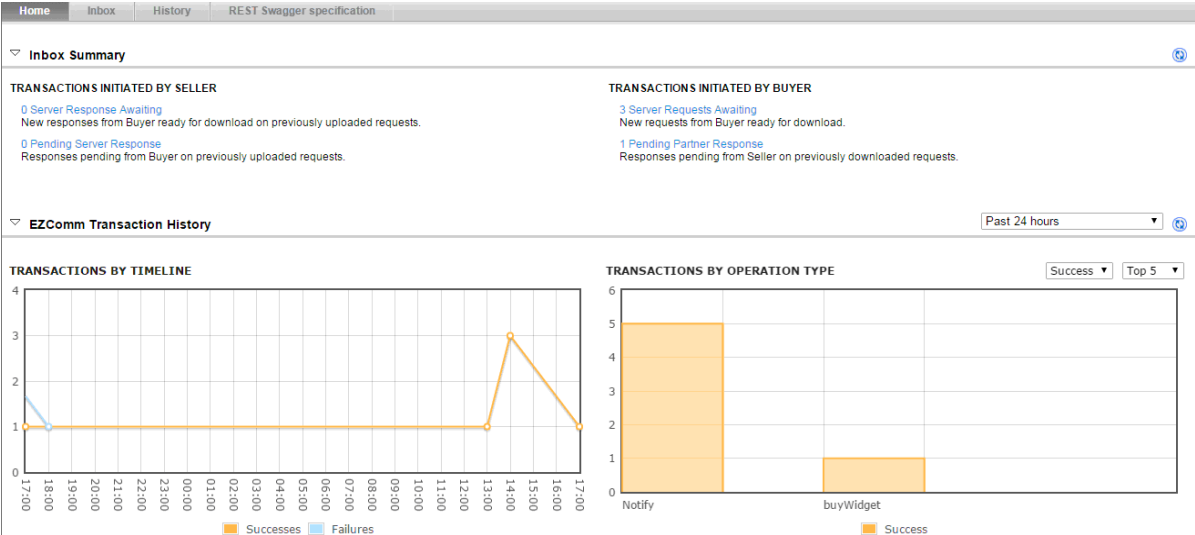 Home Inbox History REST Swagger specification
Inbox Summary
TRANSACTIONS INITIATED BY SELLER
0 Server Response Awaiting
New responses from Buyer ready for download on previously uploaded requests.
0 Pending Server Response
Responses pending from Buyer on previously uploaded requests.
TRANSACTIONS INITIATED BY BUYER
3 Server Requests Awaiting
New requests from Buyer ready for download.
1 Pending Partner Response
Responses pending from Seller on previously downloaded requests.
EZComm Transaction History
Past 24 hours
TRANSACTIONS BY TIMELINE
4
3
2
1
0
17:00 18:00 19:00 20:00 21:00 22:00 23:00 00:00 01:00 02:00 03:00 04:00 05:00 06:00 07:00 08:00 09:00 10:00 11:00 12:00 13:00 14:00 15:00 16:00 17:00
Successes Failures
TRANSACTIONS BY OPERATION TYPE
Success Top 5
6
5
4
3
2
1
0
Notify buyWidget
Success